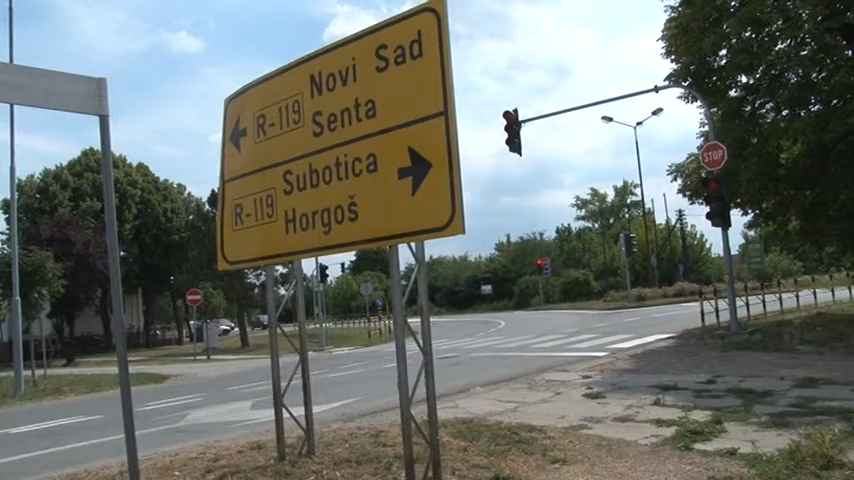 Novi Sad
R-119
Senta
Subotica
R-119
Horgoš
STOP